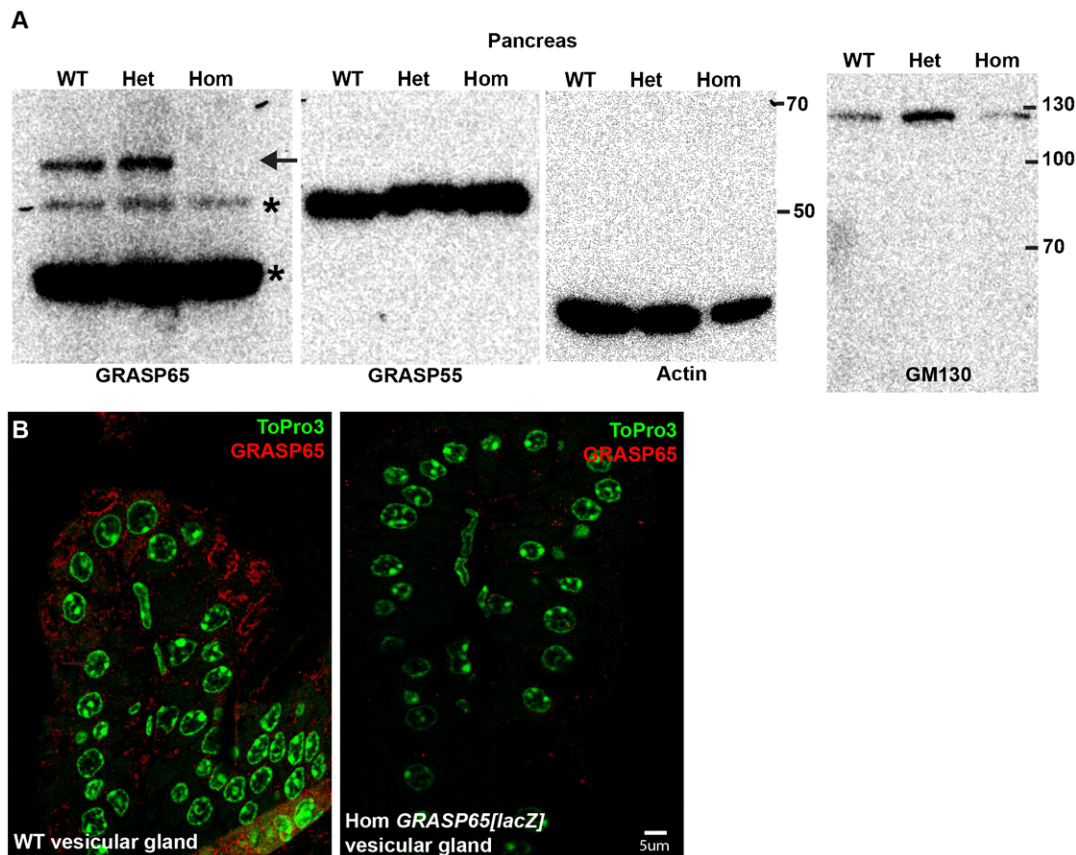 A
Pancreas
WT Het Hom
WT Het Hom
WT Het Hom
WT Het Hom
*
*
70
50
130
100
70
GRASP65
GRASP55
Actin
GM130
B
ToPro3
GRASP65
ToPro3
GRASP65
WT vesicular gland
Hom GRASP65[lacZ]
vesicular gland
5um